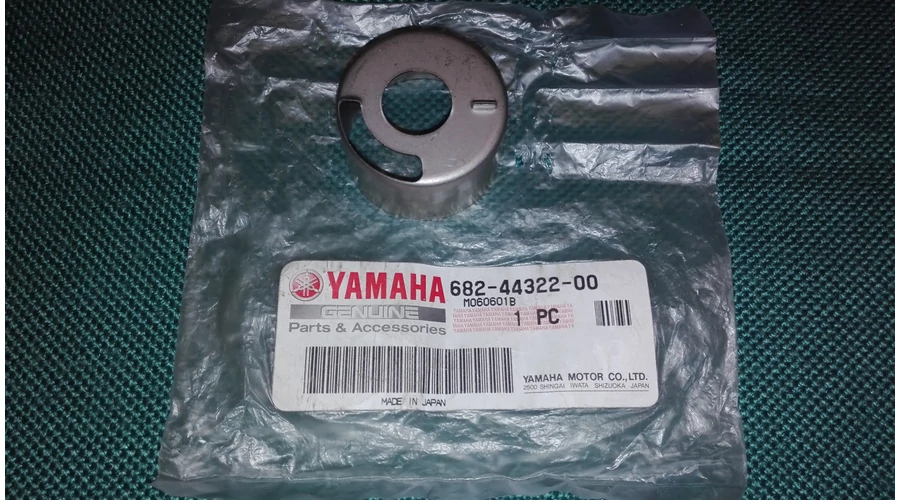 YAMAHA 682-44322-00
M060601B
GENUINE 1 PC
Parts & Accessories
YAMAHA MOTOR CO.,LTD.
2500 SHINGAI IWATA SHIZUOKA JAPAN
MADE IN JAPAN